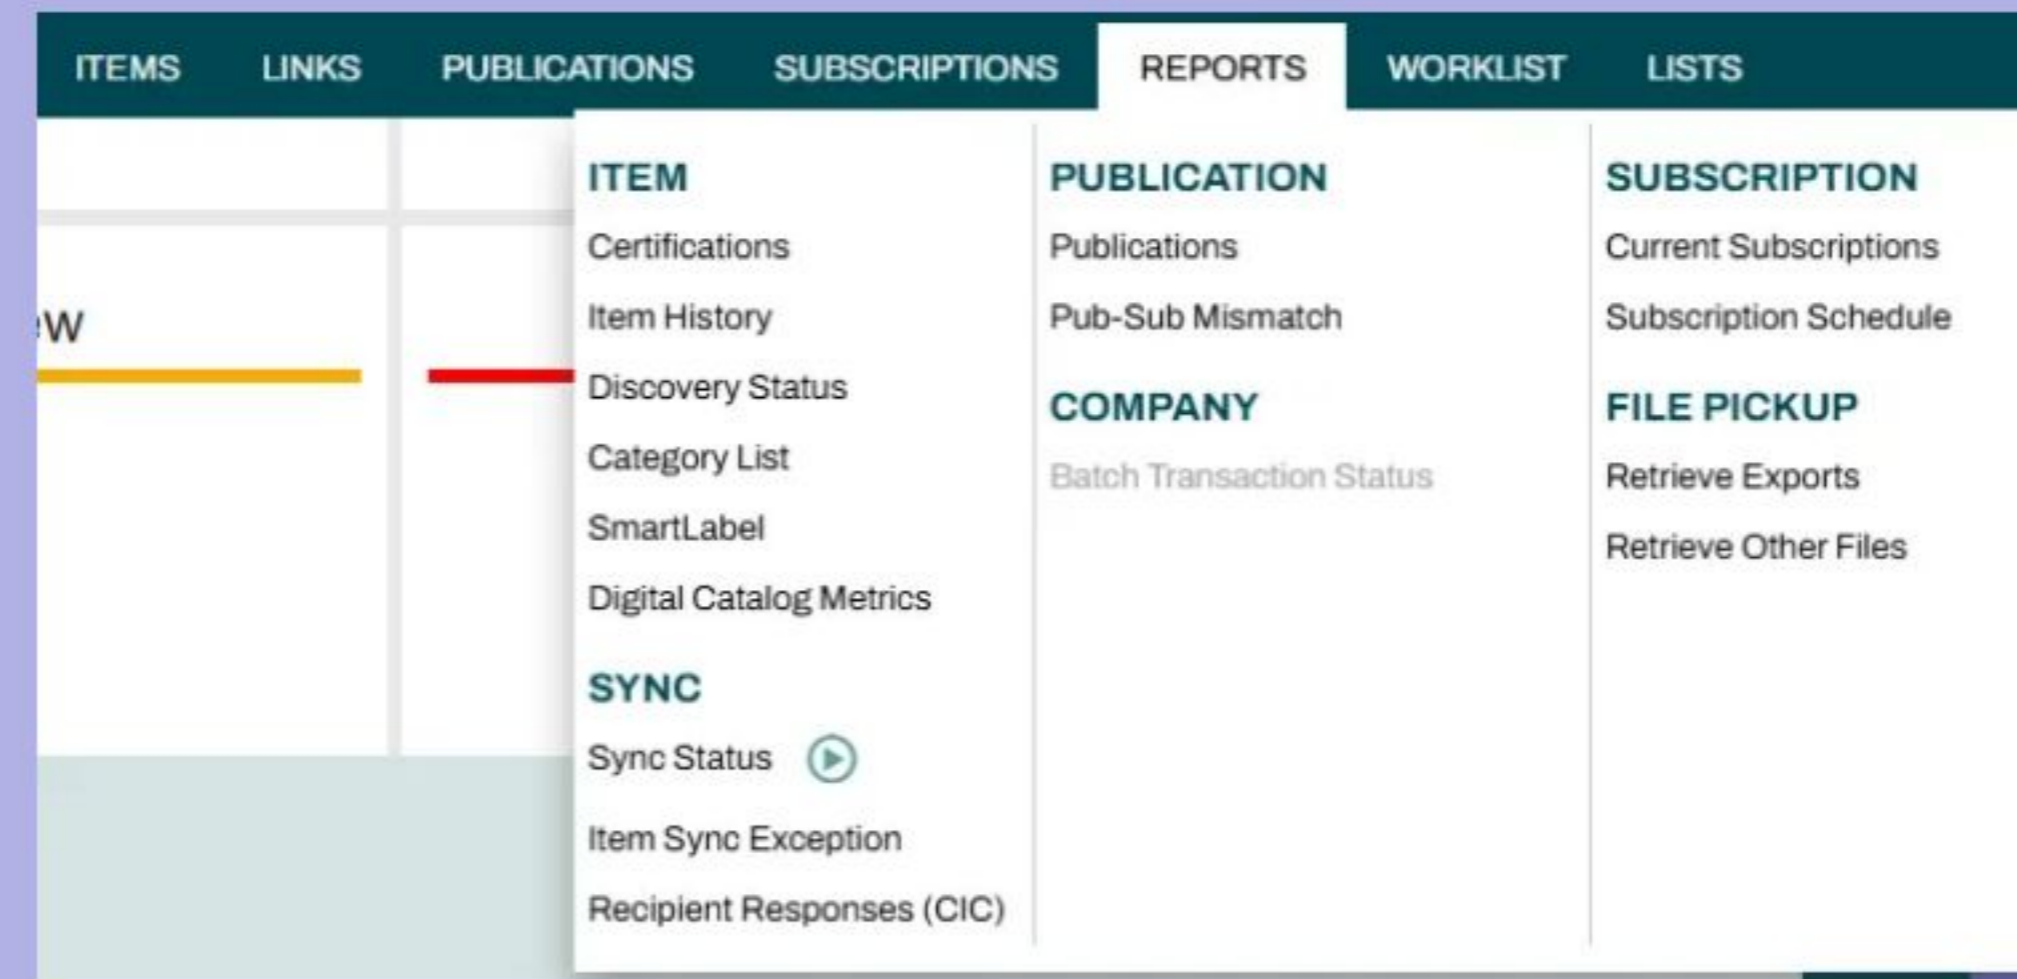 ITEMS LINKS PUBLICATIONS SUBSCRIPTIONS REPORTS WORKLIST LISTS
ITEM
Certifications
Item History
Discovery Status
Category List
SmartLabel
Digital Catalog Metrics
SYNC
Sync Status
Item Sync Exception
Recipient Responses (CIC)
PUBLICATION
Publications
Pub-Sub Mismatch
COMPANY
Batch Transaction Status
SUBSCRIPTION
Current Subscriptions
Subscription Schedule
FILE PICKUP
Retrieve Exports
Retrieve Other Files